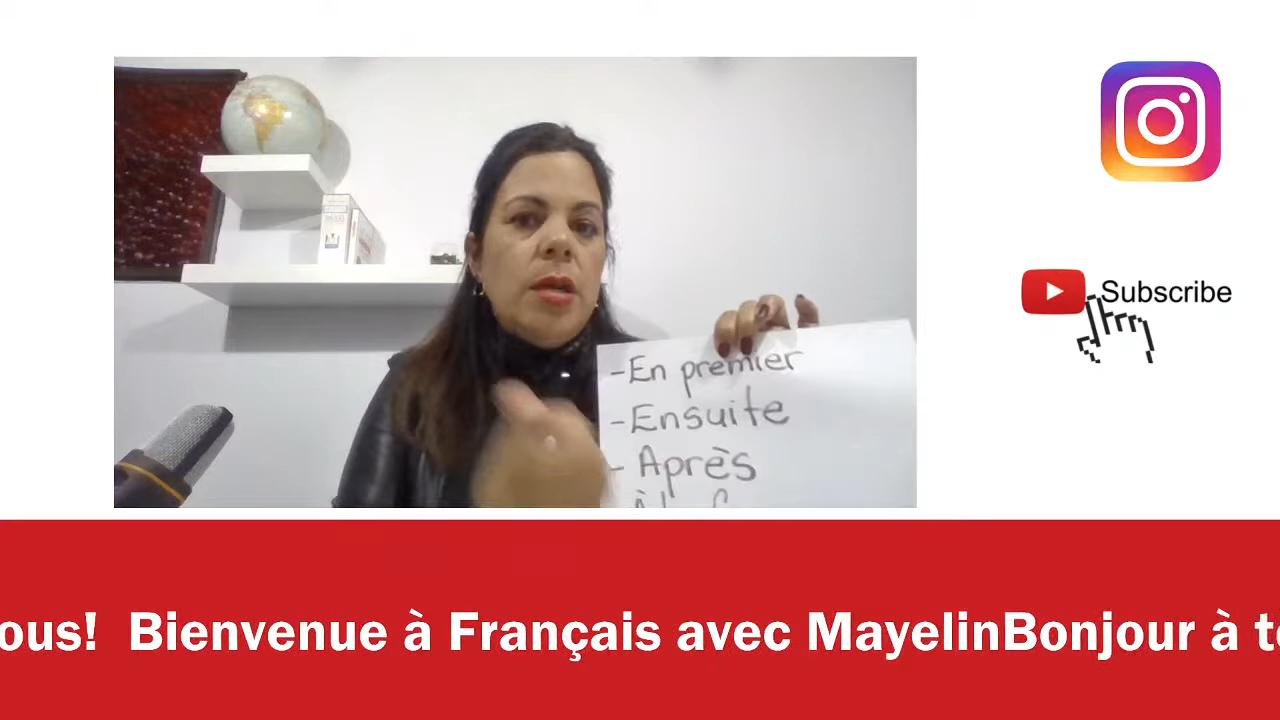 -En premier
-Ensuite
- Après
Subscribe
ous! Bienvenue à Français avec MayelinBonjour à t